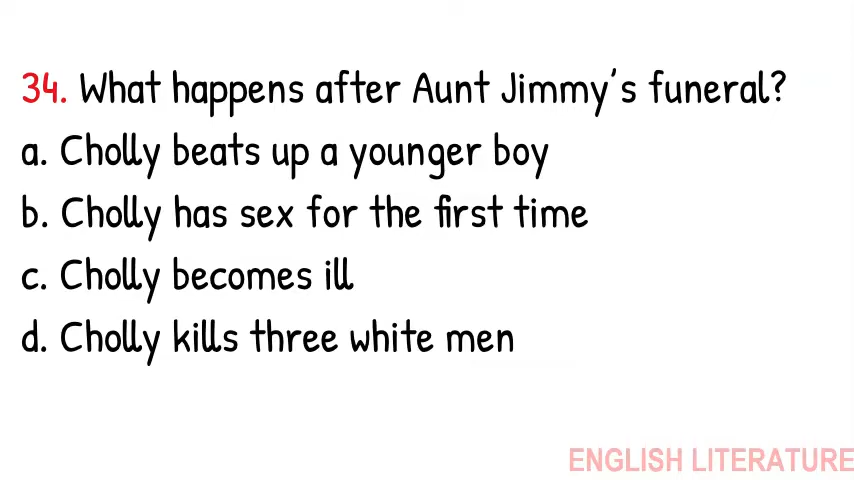 34. What happens after Aunt Jimmy's funeral?
a. Cholly beats up a younger boy
b. Cholly has sex for the first time
c. Cholly becomes ill
d. Cholly kills three white men
ENGLISH LITERATURE